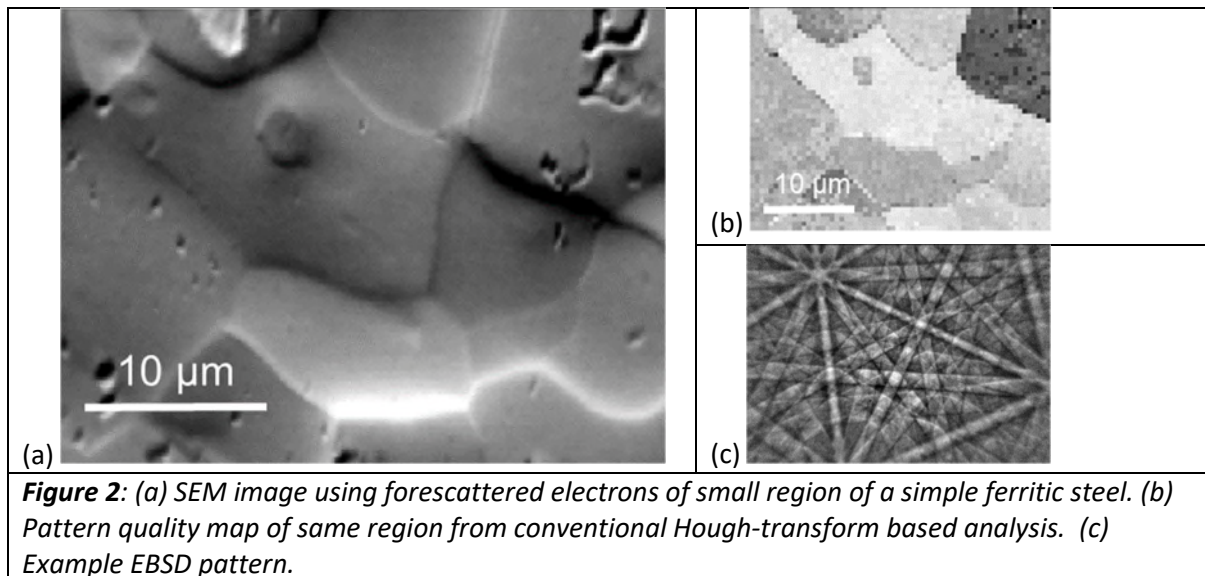 10 μm
(a)
10 μm
(b)
(c)
Figure 2: (a) SEM image using forescattered electrons of small region of a simple ferritic steel. (b)
Pattern quality map of same region from conventional Hough-transform based analysis. (c)
Example EBSD pattern.